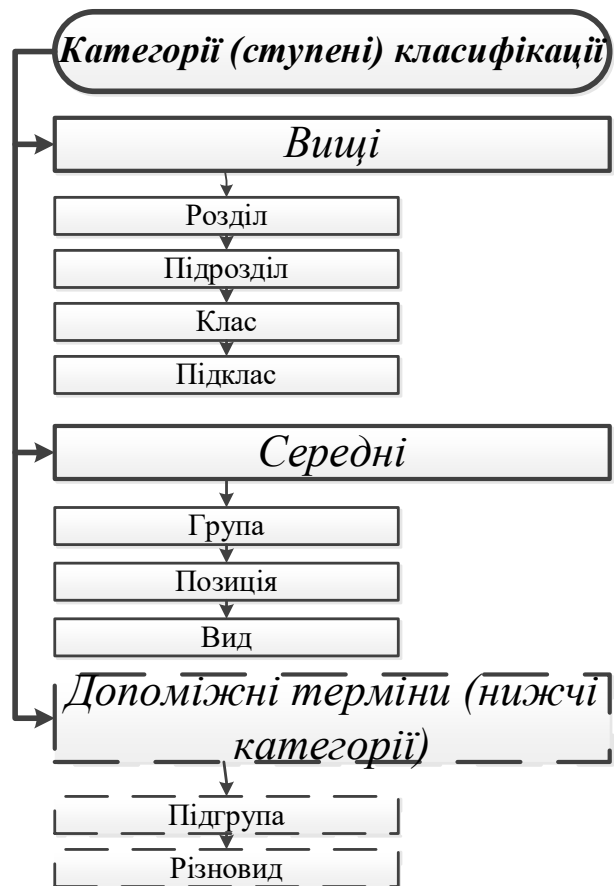 Категорії (ступені) класифікації
Вищі
Розділ
Підрозділ
Клас
Підклас
Середні
Група
Позиція
Вид
Допоміжні терміни (нижчі
категорії)
Підгрупа
Різновид